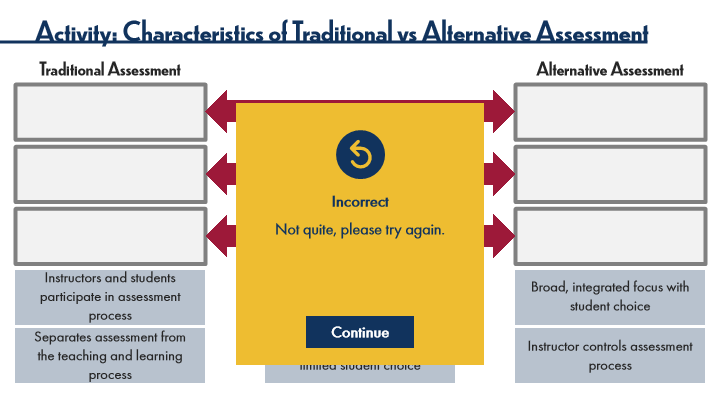 Activity: Characteristics of Traditional vs Alternative Assessment
Traditional Assessment
Alternative Assessment
Incorrect
Not quite, please try again.
Continue
Instructors and students
participate in assessment
process
Separates assessment from
the teaching and learning
process
limited student choice
Broad, integrated focus with
student choice
Instructor controls assessment
process